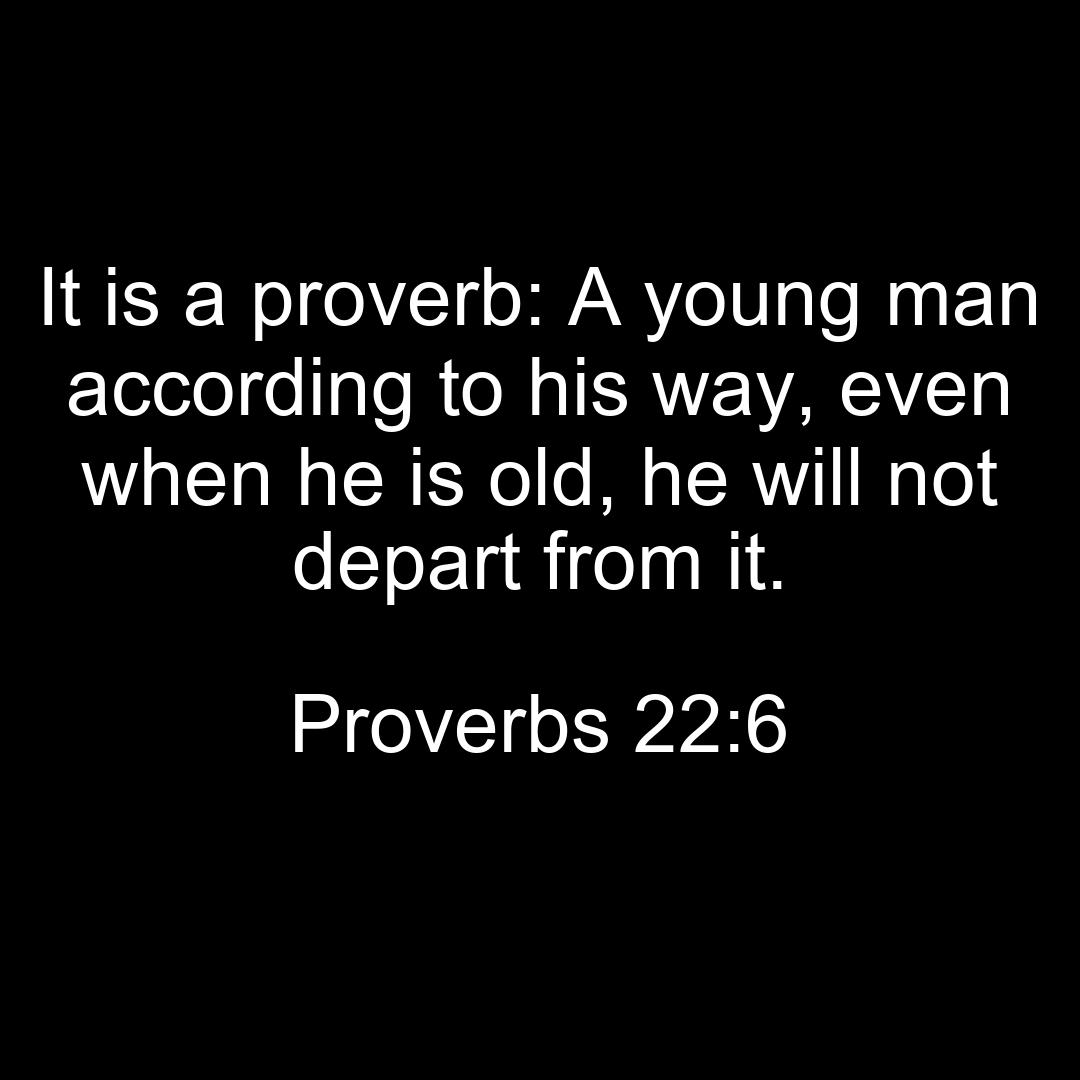 It is a proverb: A young man
according to his way, even
when he is old, he will not
depart from it.
Proverbs 22:6